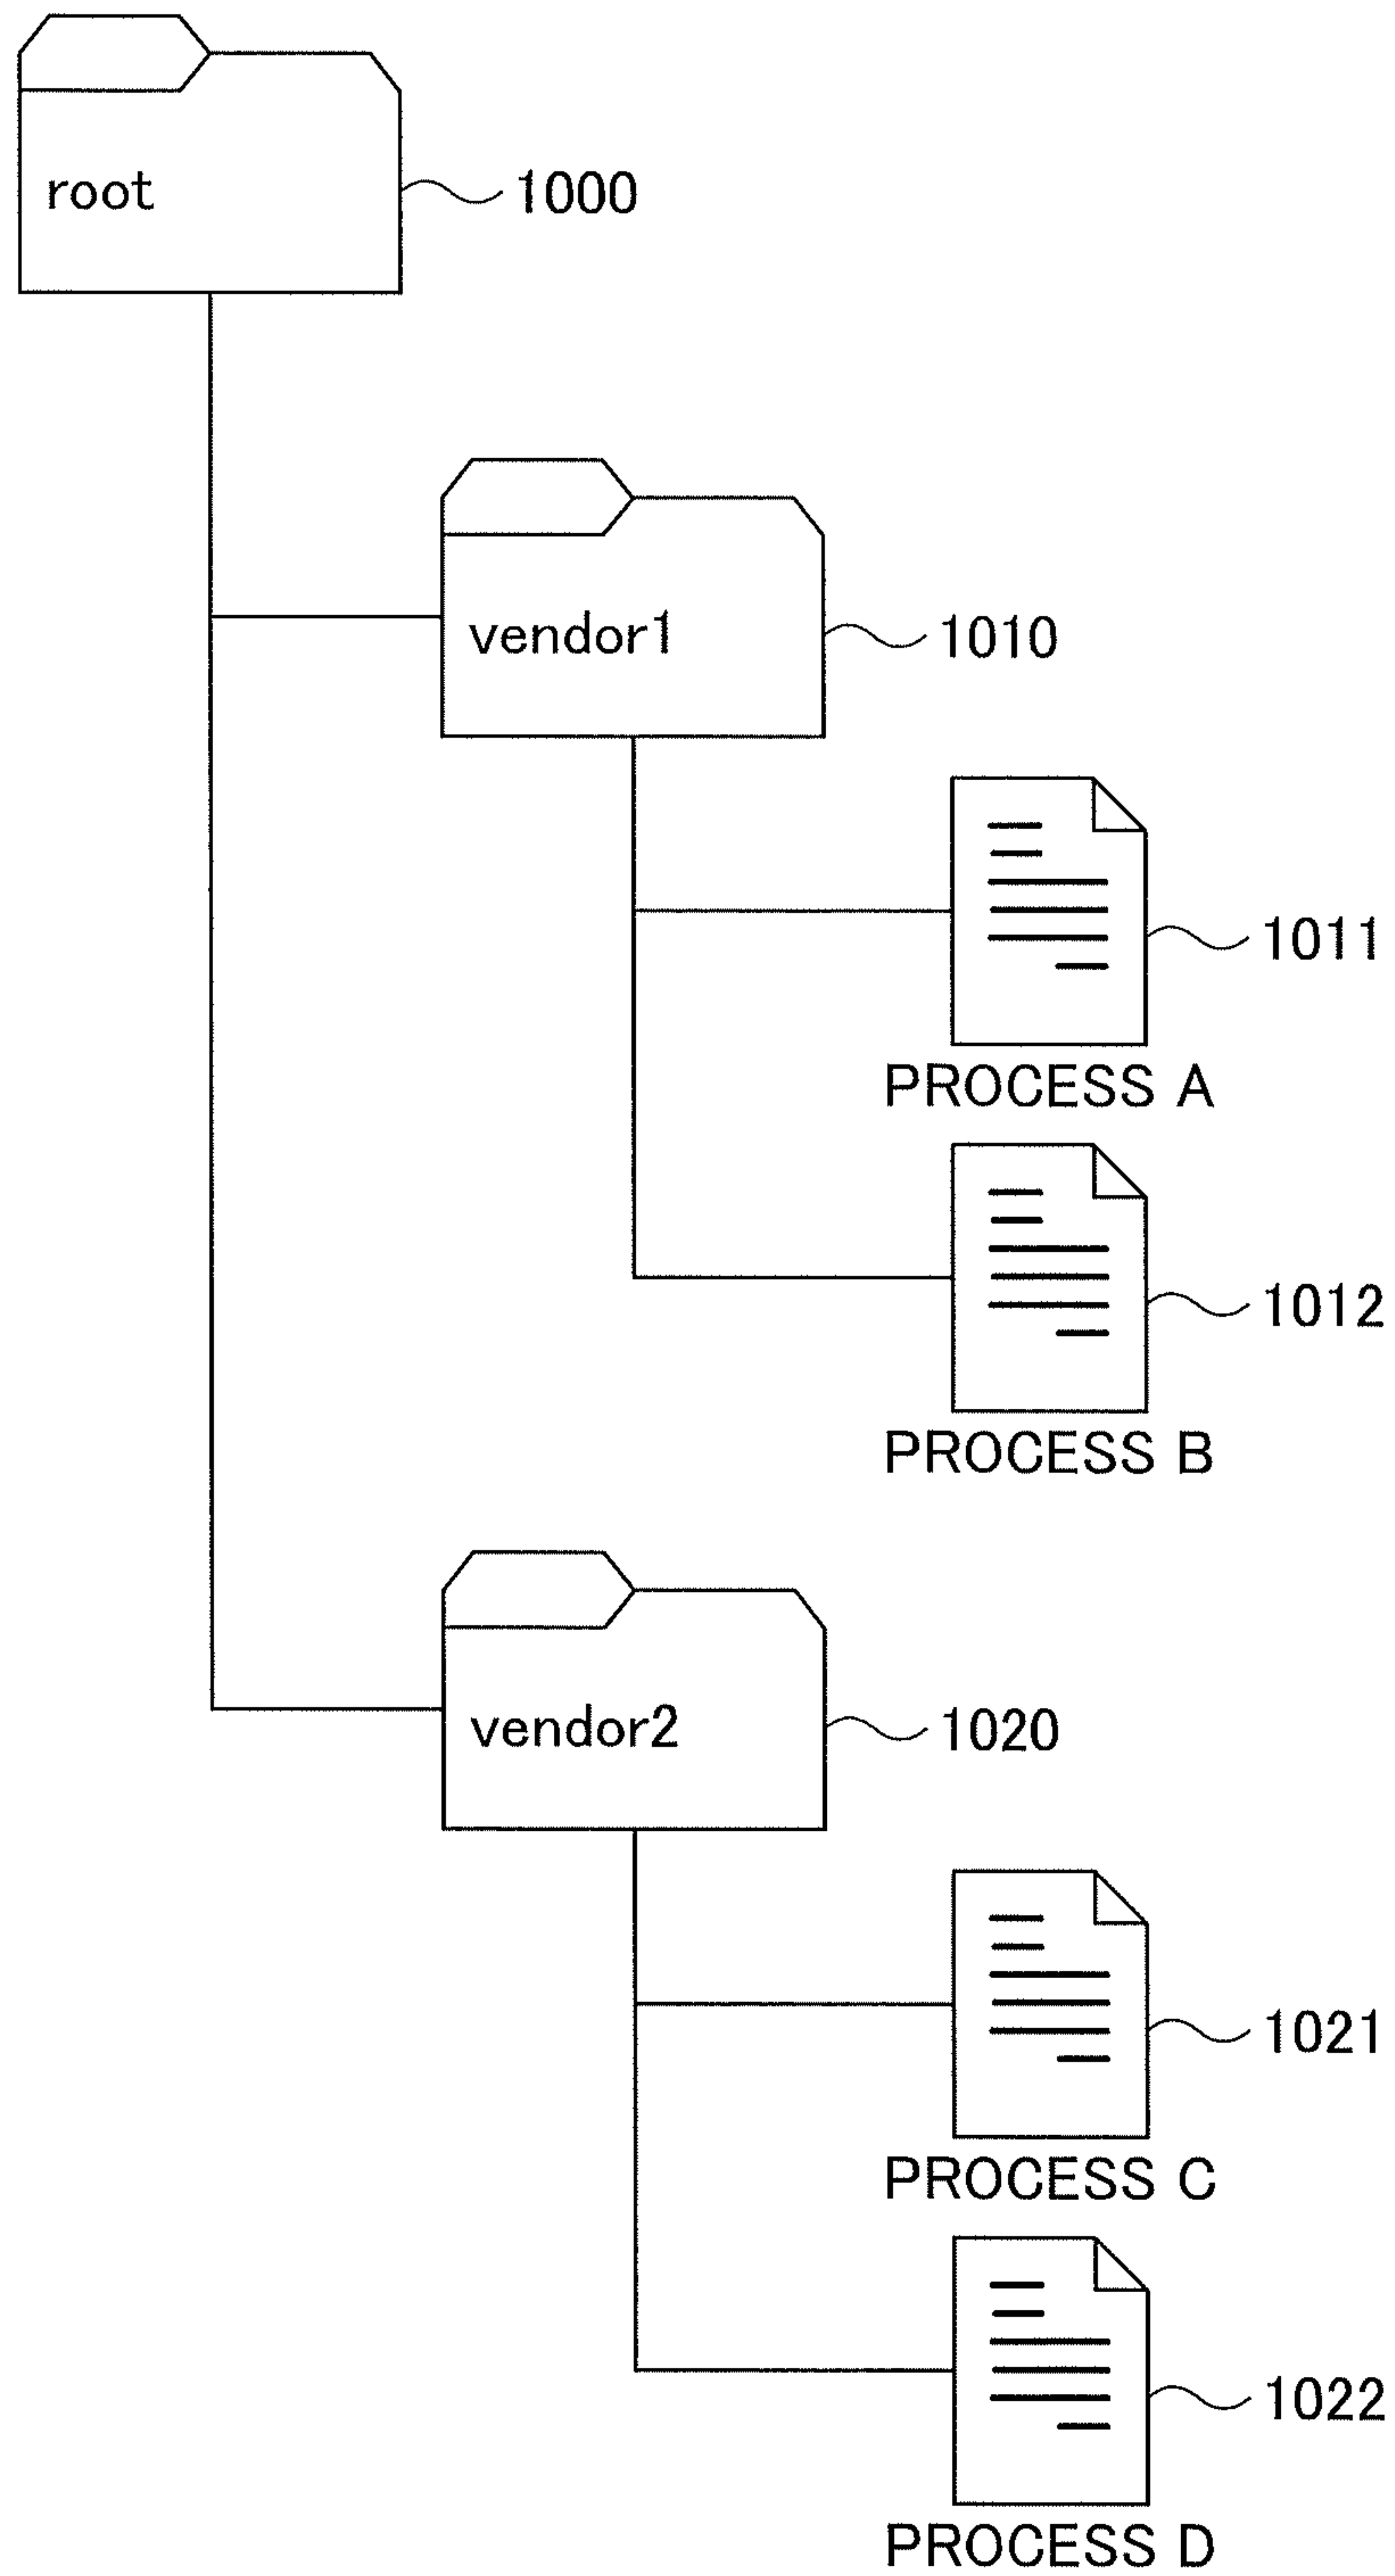 root 1000
vendor1 1010
1011
PROCESS A
1012
PROCESS B
vendor2 1020
1021
PROCESS C
1022
PROCESS D